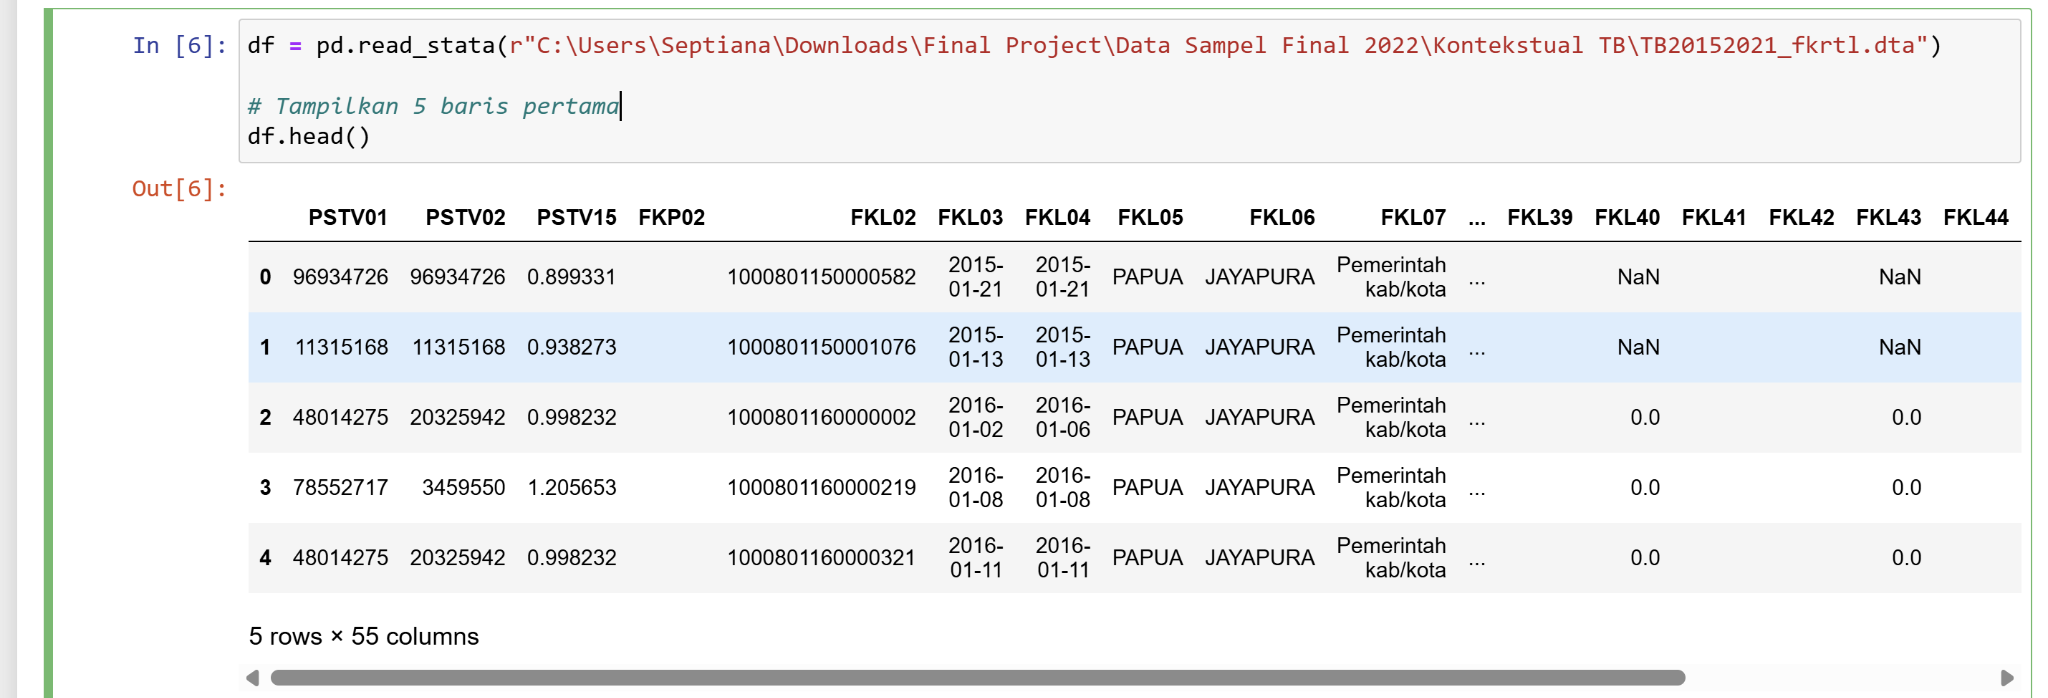 In [6]: df = pd.read_stata(r"C:\Users\Septiana\Downloads\Final Project\Data Sampel Final 2022\Kontekstual TB\TB20152021_fkrtl.dta")
# Tampilkan 5 baris pertama
df.head()
Out[6]:
PSTV01 PSTV02 PSTV15 FKP02 FKL02 FKL03 FKL04 FKL05 FKL06 FKL07 ... FKL39 FKL40 FKL41 FKL42 FKL43 FKL44
0 96934726 96934726 0.899331 1000801150000582 2015-01-21 2015-01-21 PAPUA JAYAPURA Pemerintah kab/kota ... NaN NaN
1 11315168 11315168 0.938273 1000801150001076 2015-01-13 2015-01-13 PAPUA JAYAPURA Pemerintah kab/kota ... NaN NaN
2 48014275 20325942 0.998232 1000801160000002 2016-01-02 2016-01-06 PAPUA JAYAPURA Pemerintah kab/kota ... 0.0 0.0
3 78552717 3459550 1.205653 1000801160000219 2016-01-08 2016-01-08 PAPUA JAYAPURA Pemerintah kab/kota ... 0.0 0.0
4 48014275 20325942 0.998232 1000801160000321 2016-01-11 2016-01-11 PAPUA JAYAPURA Pemerintah kab/kota ... 0.0 0.0
5 rows × 55 columns